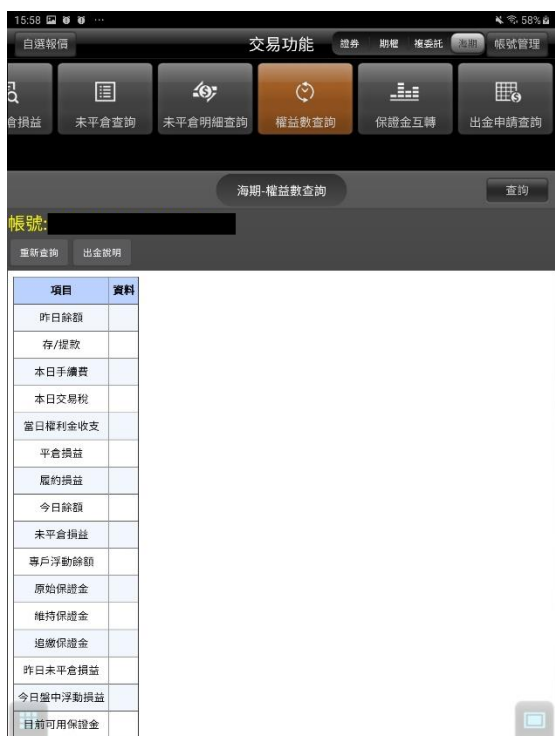 15:58 ··· 58%
自選報價 交易功能 證券 期權 複委託 海期 帳號管理
倉損益 未平倉查詢 未平倉明細查詢 權益數查詢 保證金互轉 出金申請查詢
海期-權益數查詢 查詢
帳號:
重新查詢 出金說明
項目 資料
昨日餘額
存/提款
本日手續費
本日交易稅
當日權利金收支
平倉損益
履約損益
今日餘額
未平倉損益
專戶浮動餘額
原始保證金
維持保證金
追繳保證金
昨日未平倉損益
今日盤中浮動損益
目前可用保證金